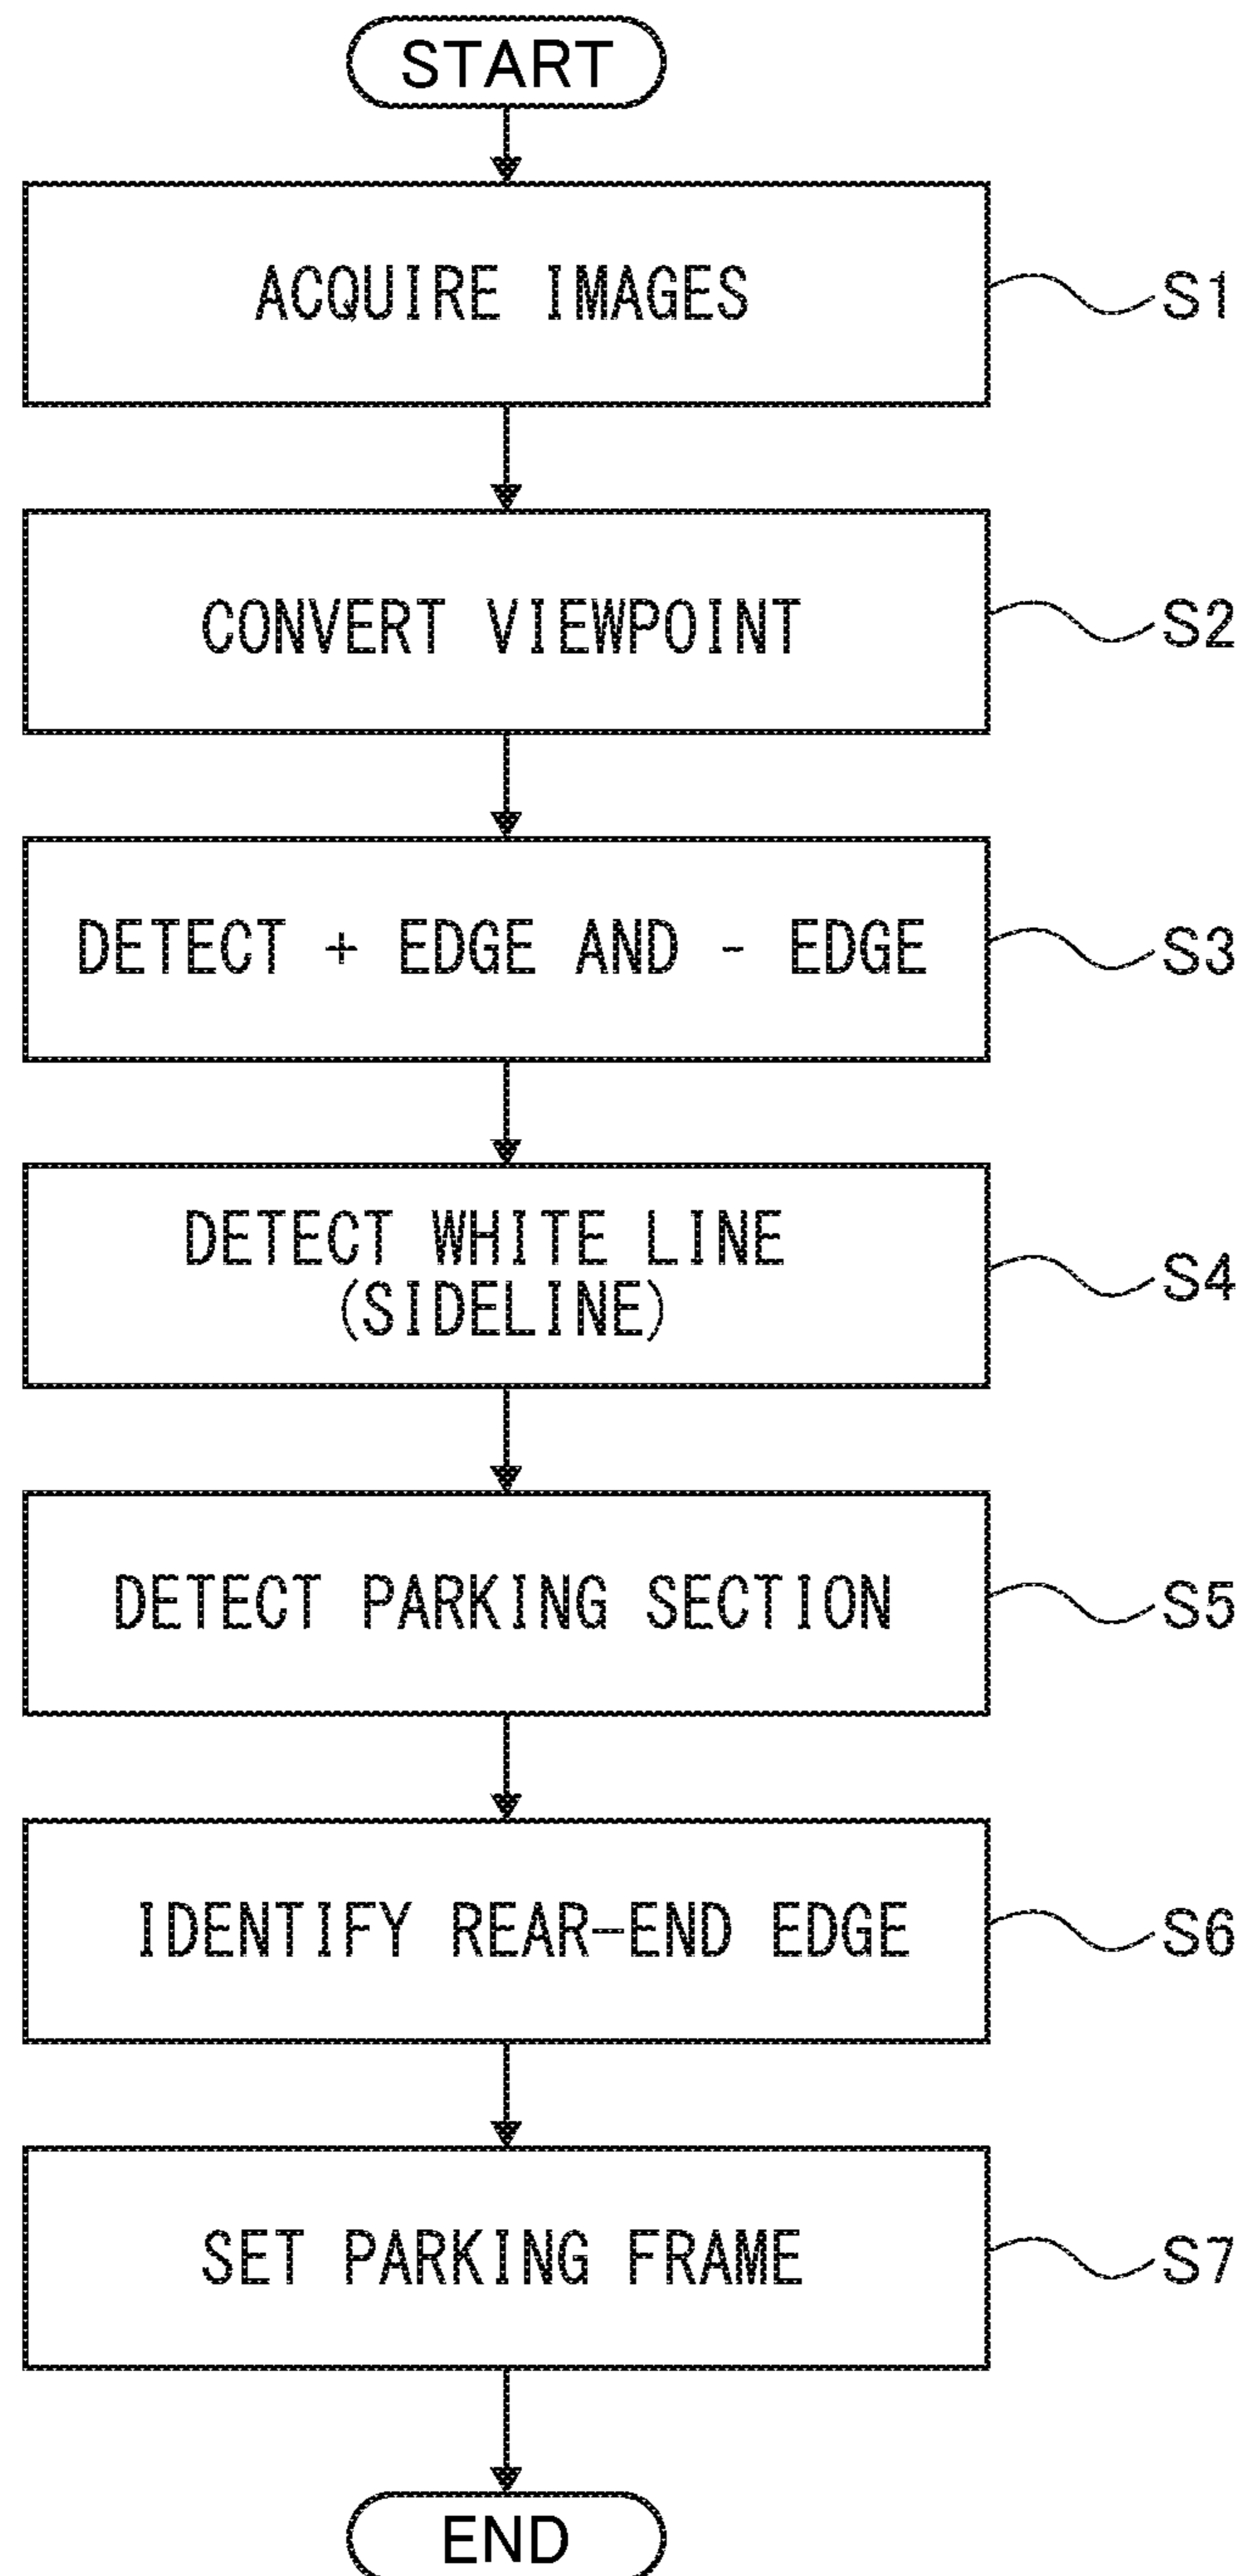 START
ACQUIRE IMAGES
S1
CONVERT VIEWPOINT
S2
DETECT + EDGE AND - EDGE
S3
DETECT WHITE LINE
(SIDELINE)
S4
DETECT PARKING SECTION
S5
IDENTIFY REAR-END EDGE
S6
SET PARKING FRAME
S7
END